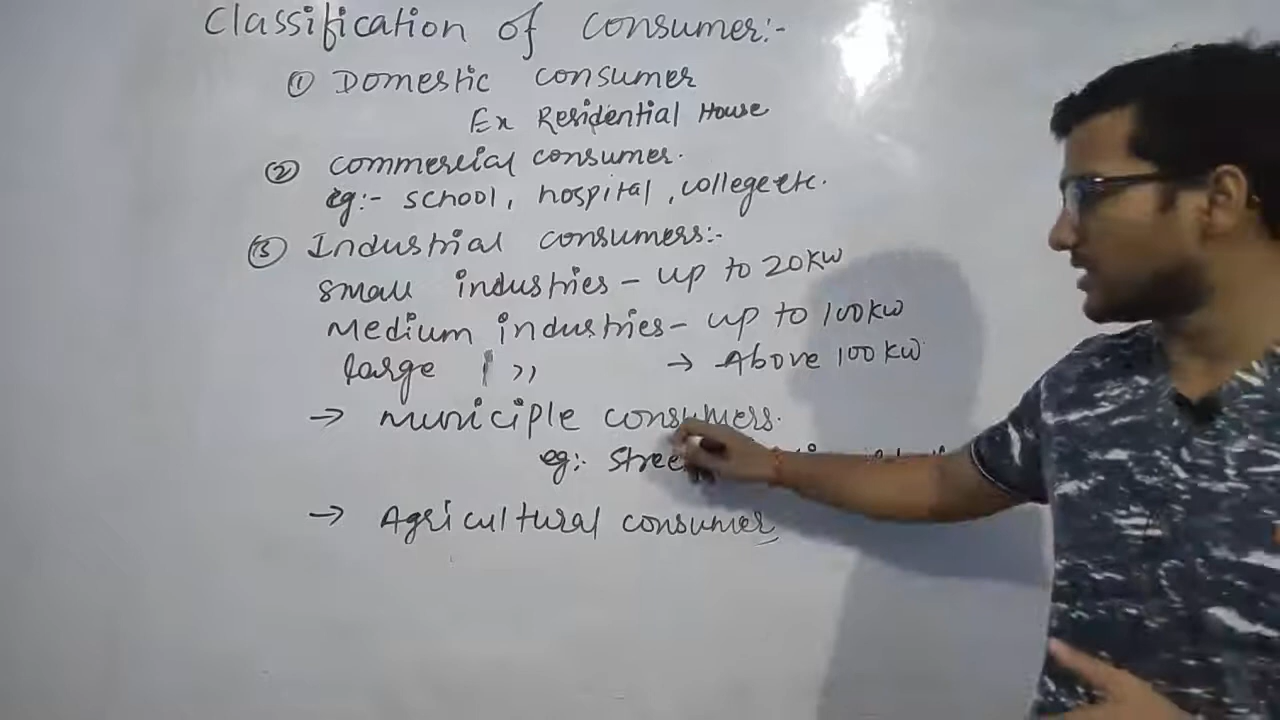 Classification of consumer:-
① Domestic consumer
Ex Residential House
② commercial consumer.
eg:- school, hospital, college etc.
③ Industrial consumers:-
small industries - up to 20KW
Medium industries - up to 100KW
large ,, → Above 100KW
→ municiple consumers.
eg:- Stree
→ Agricultural consumer